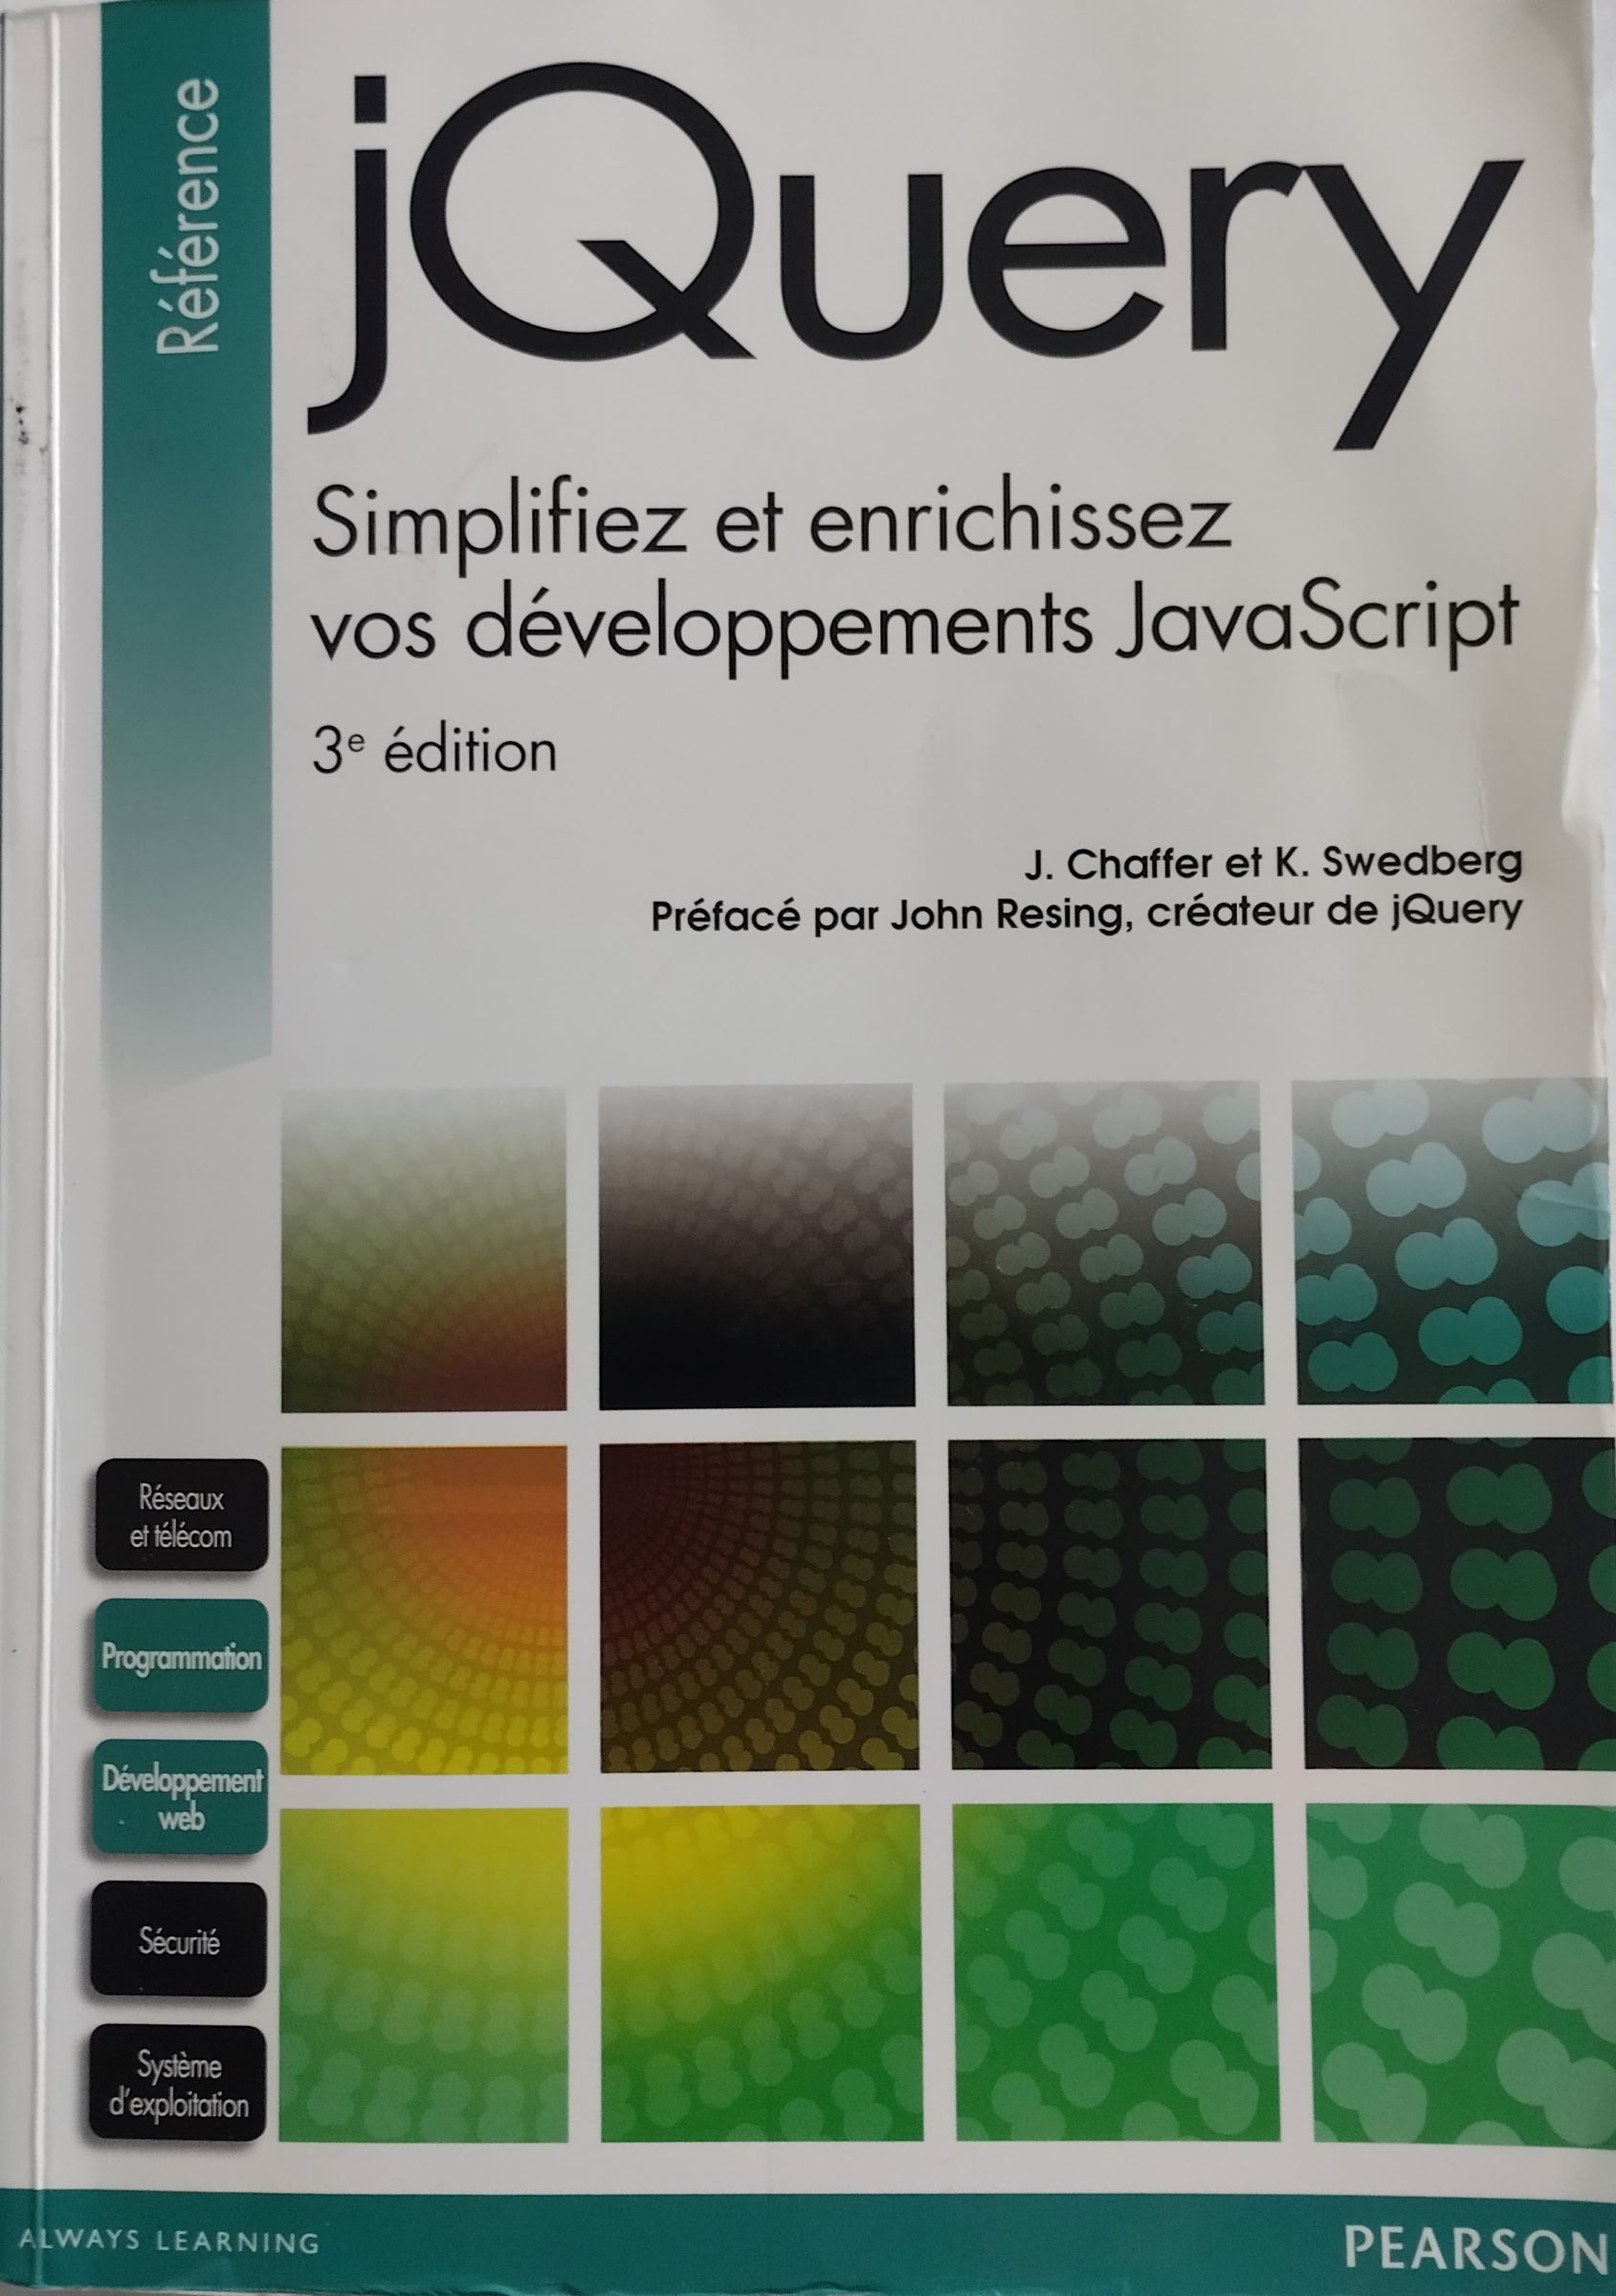 Référence
jQuery
Simplifiez et enrichissez
vos développements JavaScript
3e édition
J. Chaffer et K. Swedberg
Préfacé par John Resing, créateur de jQuery
Réseaux
et télécom
Programmation
Développement
web
Sécurité
Système
d'exploitation
ALWAYS LEARNING
PEARSON